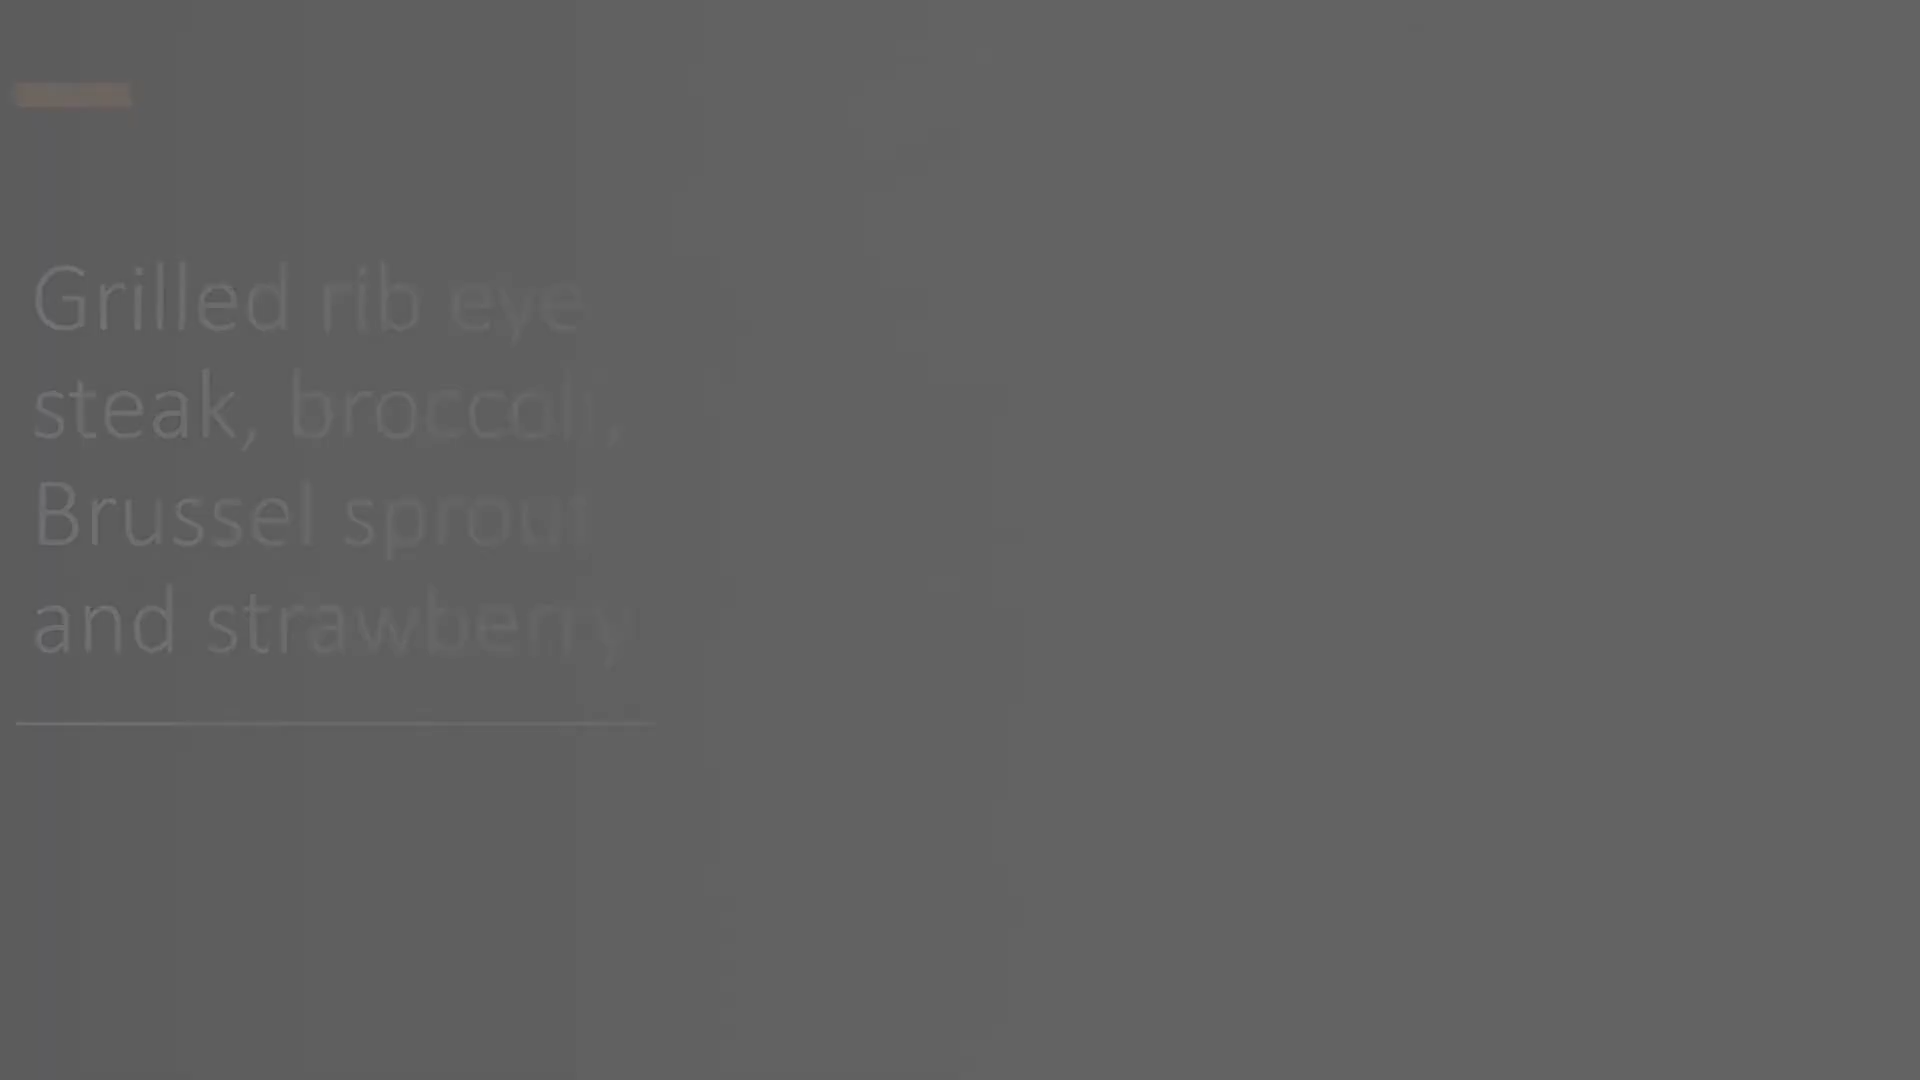 Grilled rib eye
steak, broccoli,
Brussel sprout
and strawberry